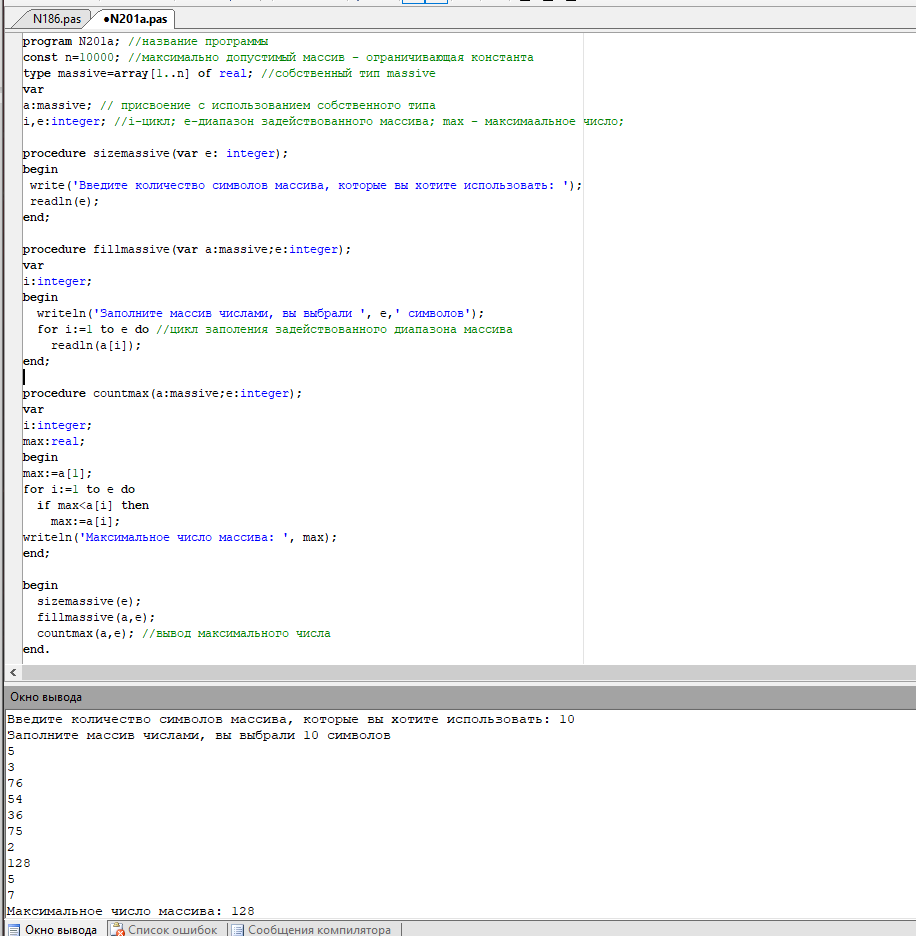 N186.pas •N201a.pas
program N201a; //название программы
const n=10000; //максимально допустимый массив - ограничивающая константа
type massive=array[1..n] of real; //собственный тип massive
var
a:massive; // присвоение с использованием собственного типа
i,e:integer; //i-цикл; e-диапазон задействованного массива; max - максимаальное число;
procedure sizemassive(var e: integer);
begin
write('Введите количество символов массива, которые вы хотите использовать: ');
readln(e);
end;
procedure fillmassive(var a:massive;e:integer);
var
i:integer;
begin
writeln('Заполните массив числами, вы выбрали ', e,' символов');
for i:=1 to e do //цикл заполения задействованного диапазона массива
readln(a[i]);
end;
procedure countmax(a:massive;e:integer);
var
i:integer;
max:real;
begin
max:=a[1];
for i:=1 to e do
if max<a[i] then
max:=a[i];
writeln('Максимальное число массива: ', max);
end;
begin
sizemassive(e);
fillmassive(a,e);
countmax(a,e); //вывод максимального числа
end.
Окно вывода
Введите количество символов массива, которые вы хотите использовать: 10
Заполните массив числами, вы выбрали 10 символов
5
3
76
54
36
75
2
128
5
7
Максимальное число массива: 128
Окно вывода Список ошибок Сообщения компилятора